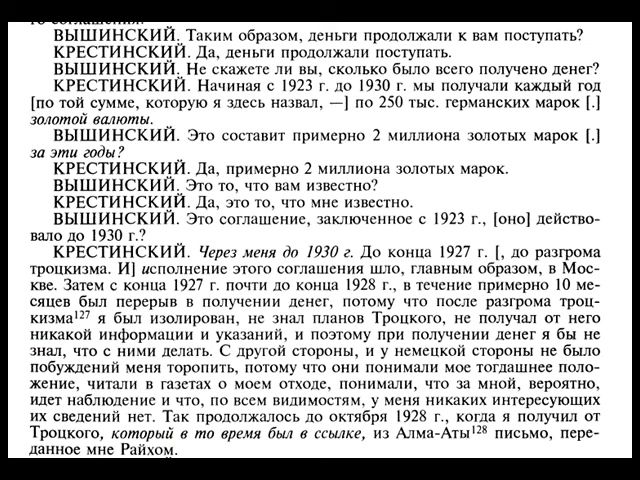 то соглашения.
ВЫШИНСКИЙ. Таким образом, деньги продолжали к вам поступать?
КРЕСТИНСКИЙ. Да, деньги продолжали поступать.
ВЫШИНСКИЙ. Не скажете ли вы, сколько было всего получено денег?
КРЕСТИНСКИЙ. Начиная с 1923 г. до 1930 г. мы получали каждый год
[по той сумме, которую я здесь назвал, —] по 250 тыс. германских марок [.]
золотой валюты.
ВЫШИНСКИЙ. Это составит примерно 2 миллиона золотых марок [.]
за эти годы?
КРЕСТИНСКИЙ. Да, примерно 2 миллиона золотых марок.
ВЫШИНСКИЙ. Это то, что вам известно?
КРЕСТИНСКИЙ. Да, это то, что мне известно.
ВЫШИНСКИЙ. Это соглашение, заключенное с 1923 г., [оно] действо-
вало до 1930 г.?
КРЕСТИНСКИЙ. Через меня до 1930 г. До конца 1927 г. [, до разгрома
троцкизма. И] исполнение этого соглашения шло, главным образом, в Мос-
кве. Затем с конца 1927 г. почти до конца 1928 г., в течение примерно 10 ме-
сяцев был перерыв в получении денег, потому что после разгрома троц-
кизма127 я был изолирован, не знал планов Троцкого, не получал от него
никакой информации и указаний, и поэтому при получении денег я бы не
знал, что с ними делать. С другой стороны, и у немецкой стороны не было
побуждений меня торопить, потому что они понимали мое тогдашнее поло-
жение, читали в газетах о моем отходе, понимали, что за мной, вероятно,
идет наблюдение и что, по всем видимостям, у меня никаких интересующих
их сведений нет. Так продолжалось до октября 1928 г., когда я получил от
Троцкого, который в то время был в ссылке, из Алма-Аты128 письмо, пере-
данное мне Райхом.